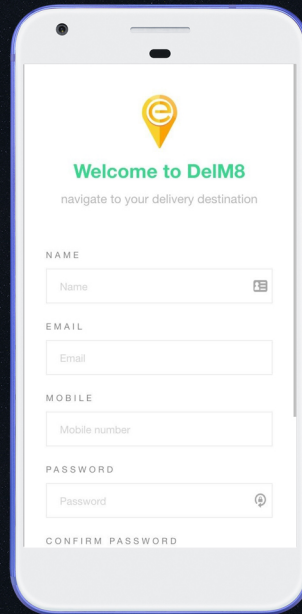 e
Welcome to DelM8
navigate to your delivery destination
NAME
Name
EMAIL
Email
MOBILE
Mobile number
PASSWORD
Password
CONFIRM PASSWORD